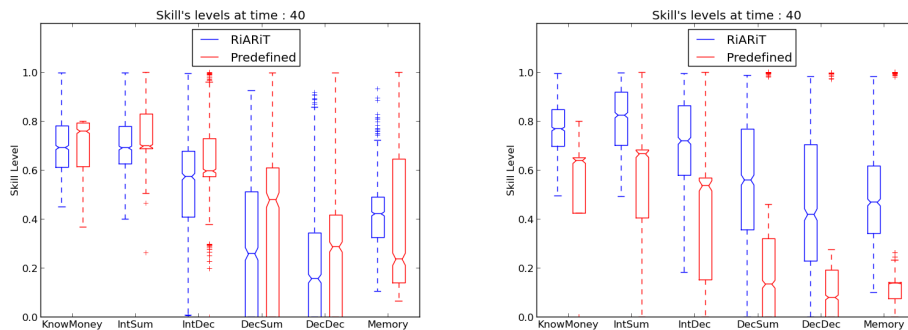 Skill's levels at time : 40
RiARiT
Predefined
Skill Level
1.0
0.8
0.6
0.4
0.2
0.0
KnowMoney IntSum IntDec DecSum DecDec Memory
Skill's levels at time : 40
RiARiT
Predefined
Skill Level
1.0
0.8
0.6
0.4
0.2
0.0
KnowMoney IntSum IntDec DecSum DecDec Memory